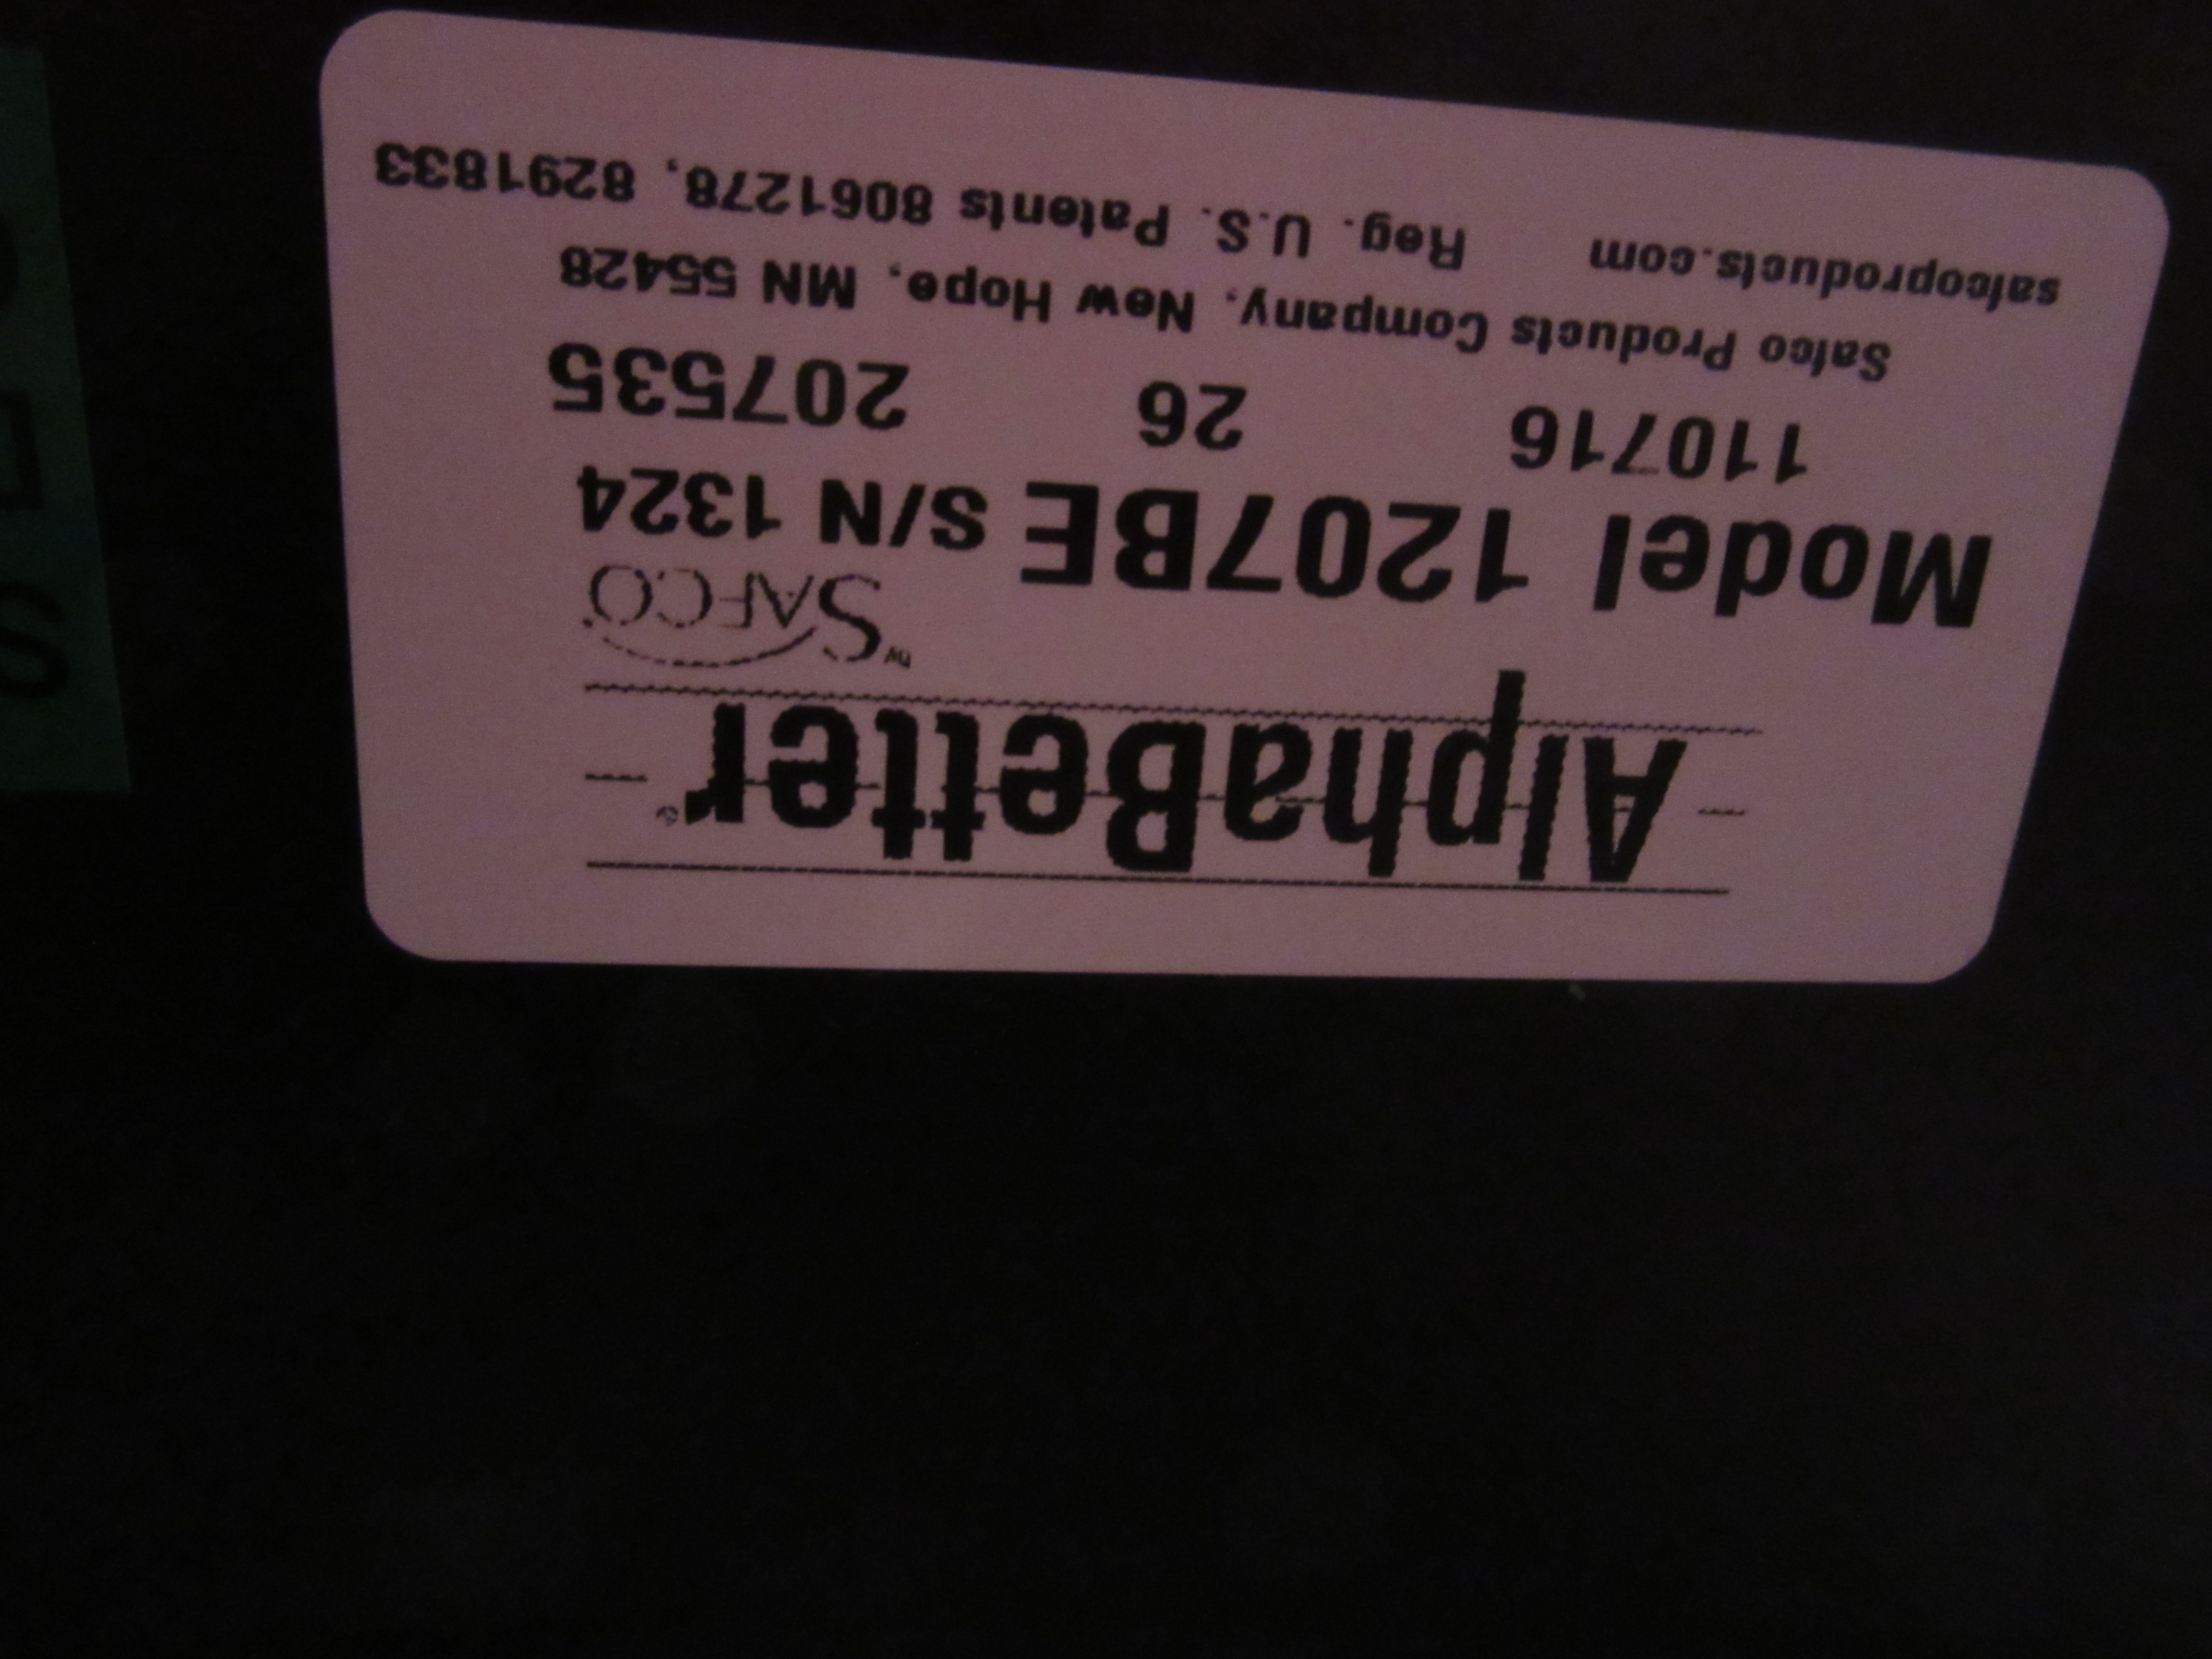 AlphaBetter®
by SAFCO®
Model 1207BE S/N 1324
110716 26 207535
Safco Products Company, New Hope, MN 55428
safcoproducts.com Reg. U.S. Patents 8061278, 8291833